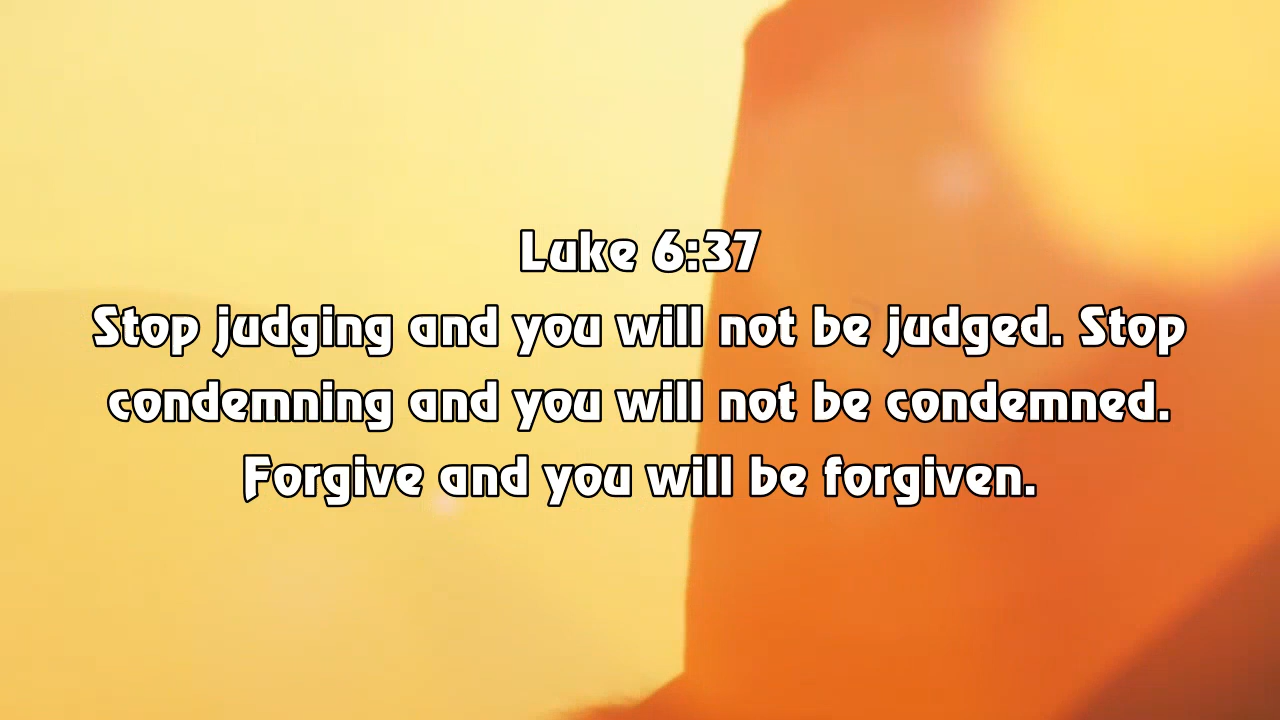 Luke 6:37
Stop judging and you will not be judged. Stop
condemning and you will not be condemned.
Forgive and you will be forgiven.